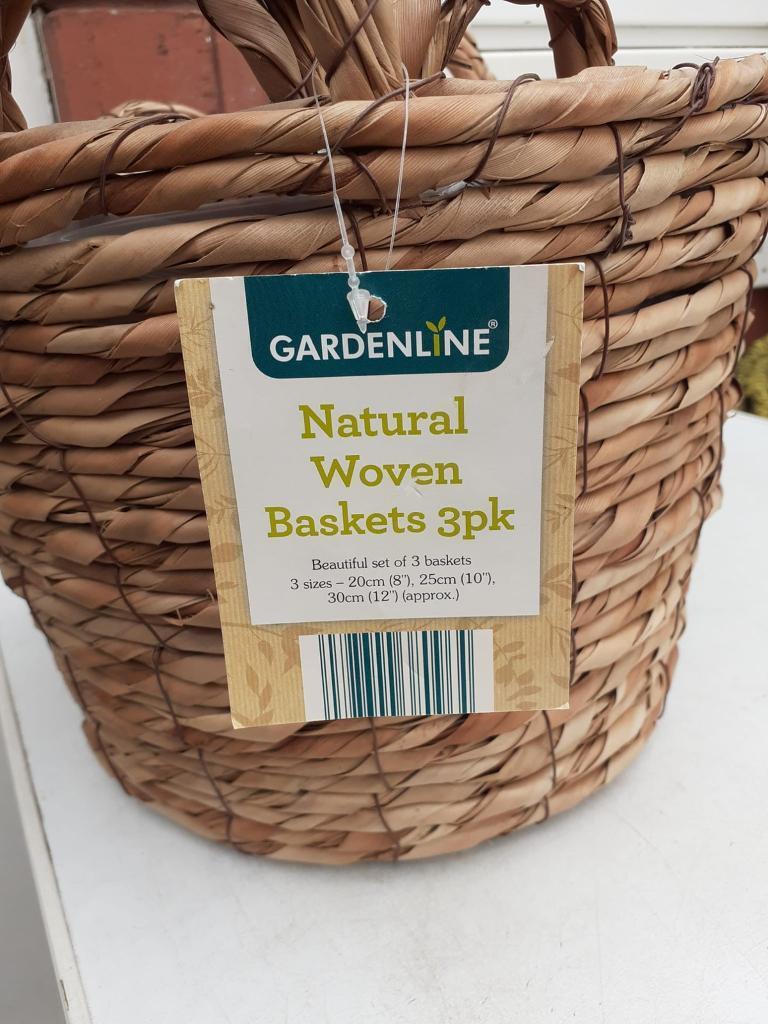 GARDENLINE®
Natural
Woven
Baskets 3pk
Beautiful set of 3 baskets
3 sizes – 20cm (8"), 25cm (10"),
30cm (12") (approx.)